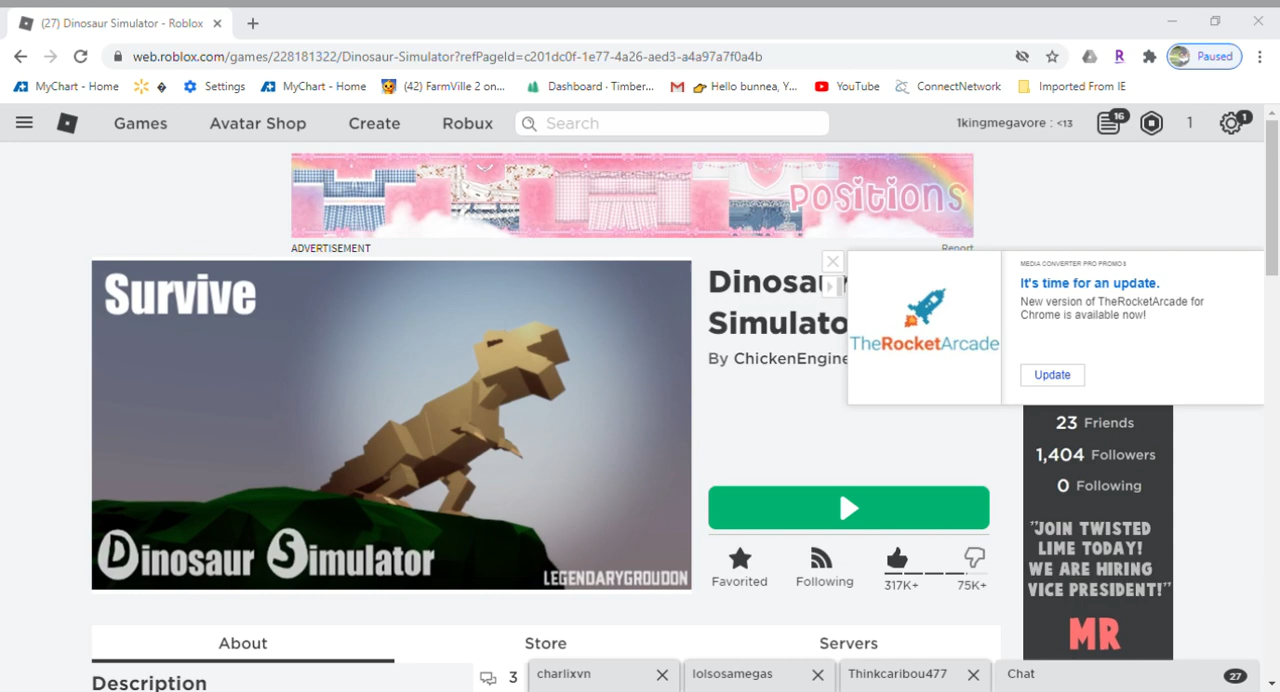 (27) Dinosaur Simulator - Roblox
web.roblox.com/games/228181322/Dinosaur-Simulator?refPageId=c201dc0f-1e77-4a26-aed3-a4a97a7f0a4b
Paused
MyChart - Home
Settings
MyChart - Home
(42) FarmVille 2 on...
Dashboard · Timber...
Hello bunnea, Y...
YouTube
ConnectNetwork
Imported From IE
Games
Avatar Shop
Create
Robux
Search
1kingmegavore : <13
16
1
1
Positions
ADVERTISEMENT
Report
Survive
Dinosaur Simulator
LEGENDARYGROUDON
Dinosau
Simulato
By ChickenEngine
MEDIA CONVERTER PRO PROMOS
It's time for an update.
New version of TheRocketArcade for
Chrome is available now!
TheRocketArcade
Update
23 Friends
1,404 Followers
0 Following
"JOIN TWISTED
LIME TODAY!
WE ARE HIRING
VICE PRESIDENT!"
MR
Favorited
Following
317K+
75K+
About
Store
Servers
Description
3
charlixvn
lolsosamegas
Thinkcaribou477
Chat
27